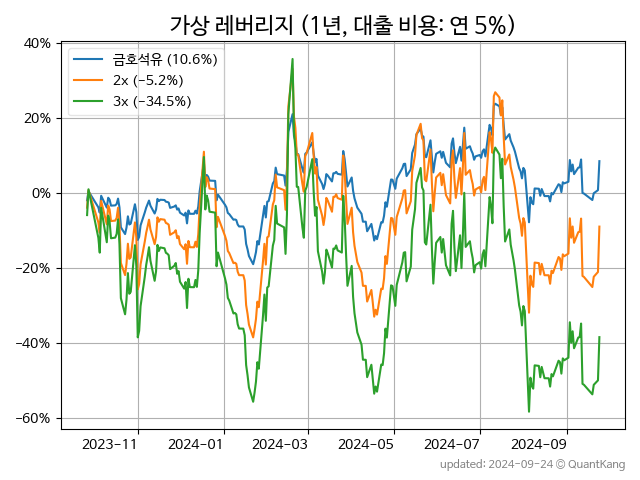 가상 레버리지 (1년, 대출 비용: 연 5%)
금호석유 (10.6%)
2x (−5.2%)
3x (−34.5%)
40%
20%
0%
−20%
−40%
−60%
2023-11 2024-01 2024-03 2024-05 2024-07 2024-09
updated: 2024-09-24 © QuantKang